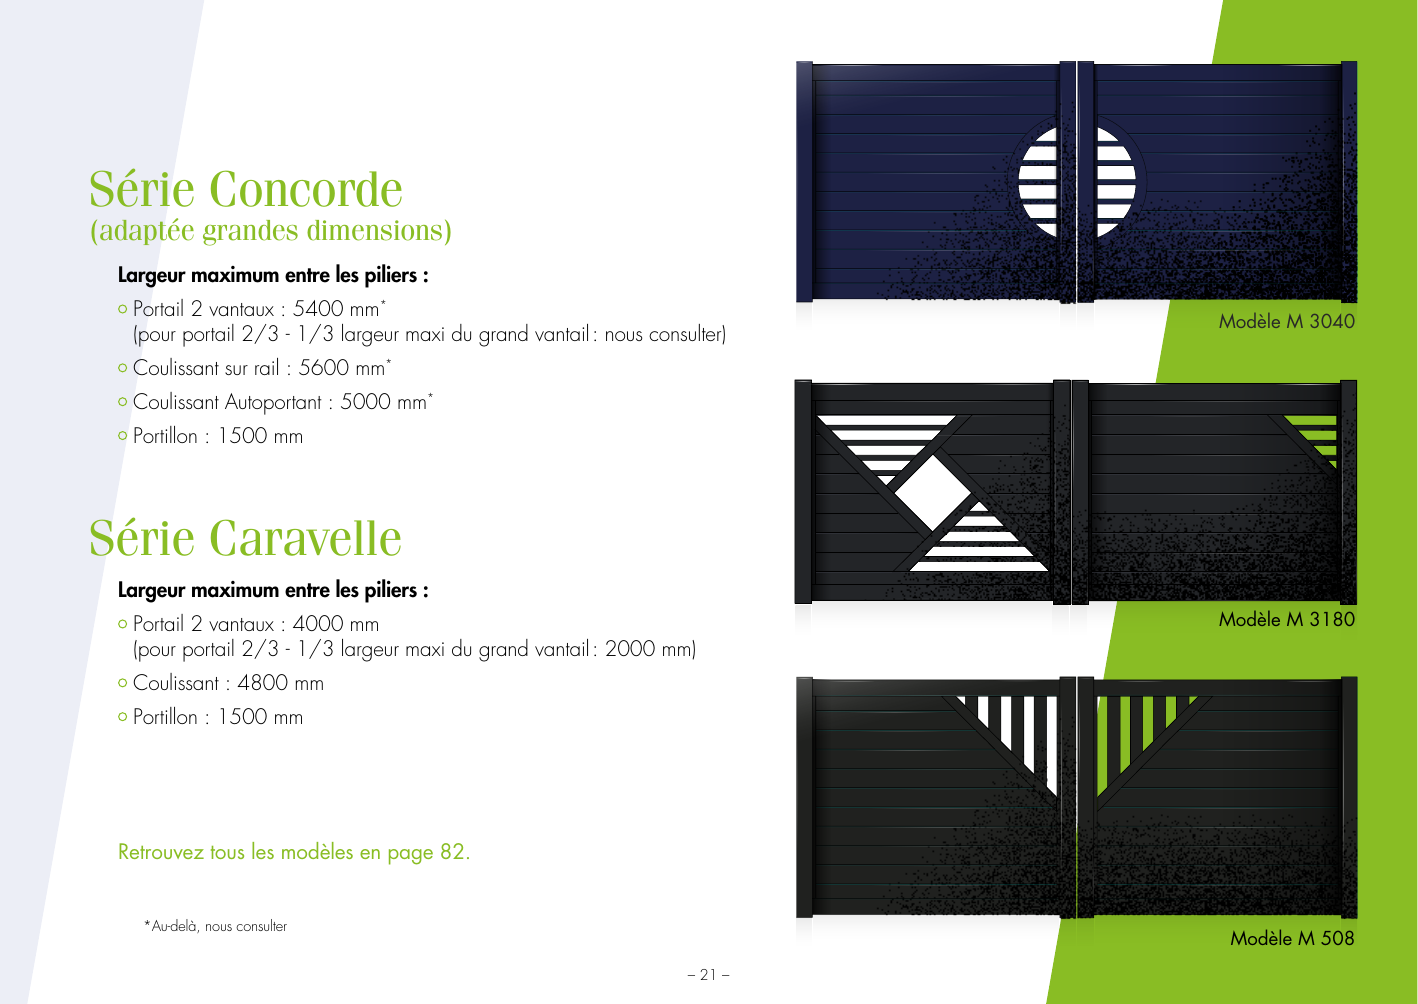 Série Concorde
(adaptée grandes dimensions)
Largeur maximum entre les piliers :
Portail 2 vantaux : 5400 mm*
(pour portail 2/3 - 1/3 largeur maxi du grand vantail : nous consulter)
Coulissant sur rail : 5600 mm*
Coulissant Autoportant : 5000 mm*
Portillon : 1500 mm
Série Caravelle
Largeur maximum entre les piliers :
Portail 2 vantaux : 4000 mm
(pour portail 2/3 - 1/3 largeur maxi du grand vantail : 2000 mm)
Coulissant : 4800 mm
Portillon : 1500 mm
Retrouvez tous les modèles en page 82.
*Au-delà, nous consulter
Modèle M 3040
Modèle M 3180
Modèle M 508
– 21 –